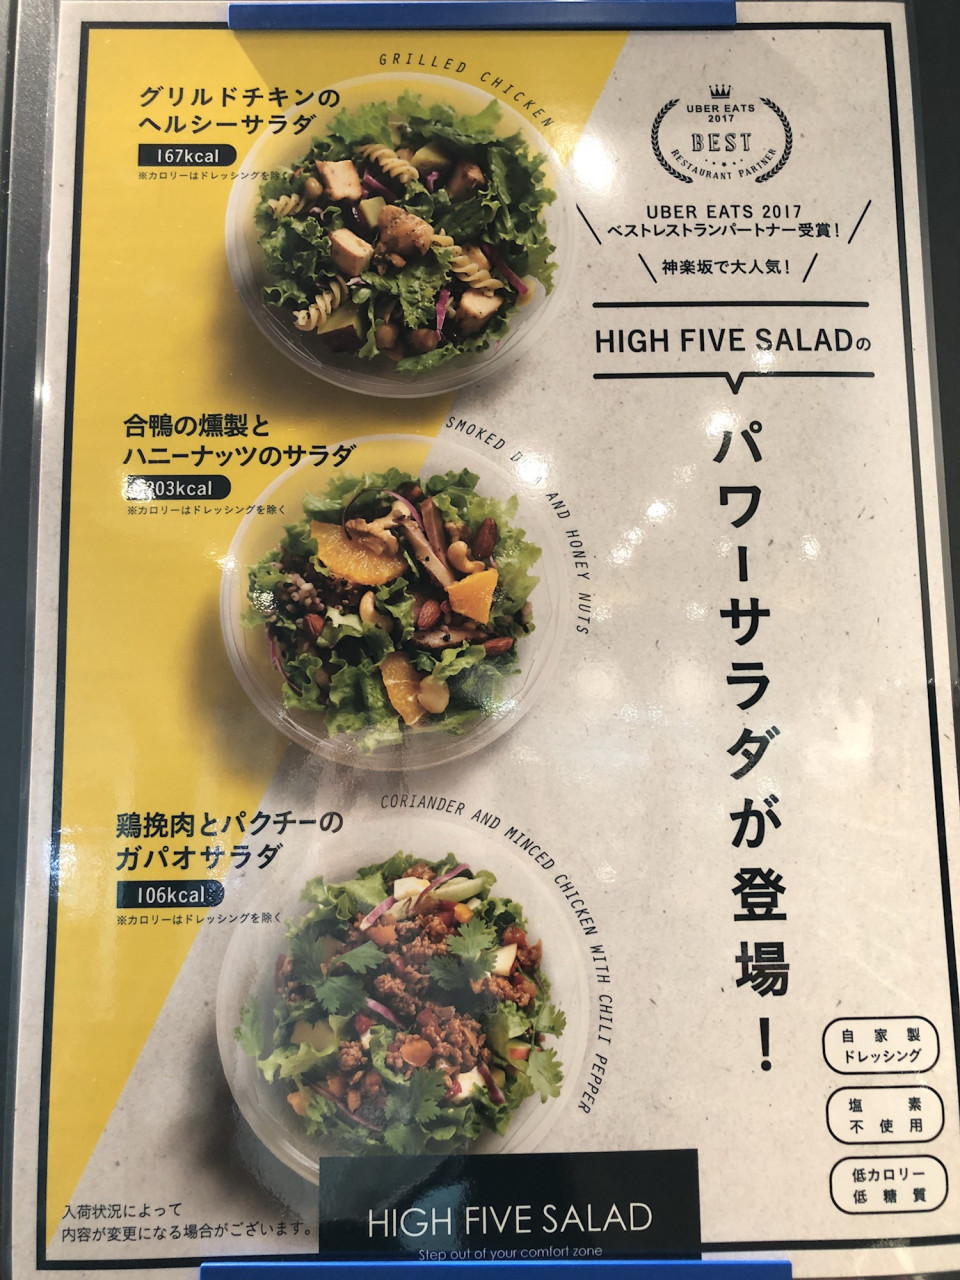 グリルドチキンの
ヘルシーサラダ
167kcal
※カロリーはドレッシングを除く
GRILLED CHICKEN
合鴨の燻製と
ハニーナッツのサラダ
203kcal
※カロリーはドレッシングを除く
SMOKED AND HONEY NUTS
鶏挽肉とパクチーの
ガパオサラダ
106kcal
※カロリーはドレッシングを除く
CORIANDER AND MINCED CHICKEN WITH CHILI PEPPER
UBER EATS
2017
BEST
RESTAURANT PARTNER
UBER EATS 2017
ベストレストランパートナー受賞！
神楽坂で大人気！
HIGH FIVE SALADの
パワーサラダが登場！
自家製
ドレッシング
塩素
不使用
低カロリー
低糖質
入荷状況によって
内容が変更になる場合がございます。
HIGH FIVE SALAD
Step out of your comfort zone